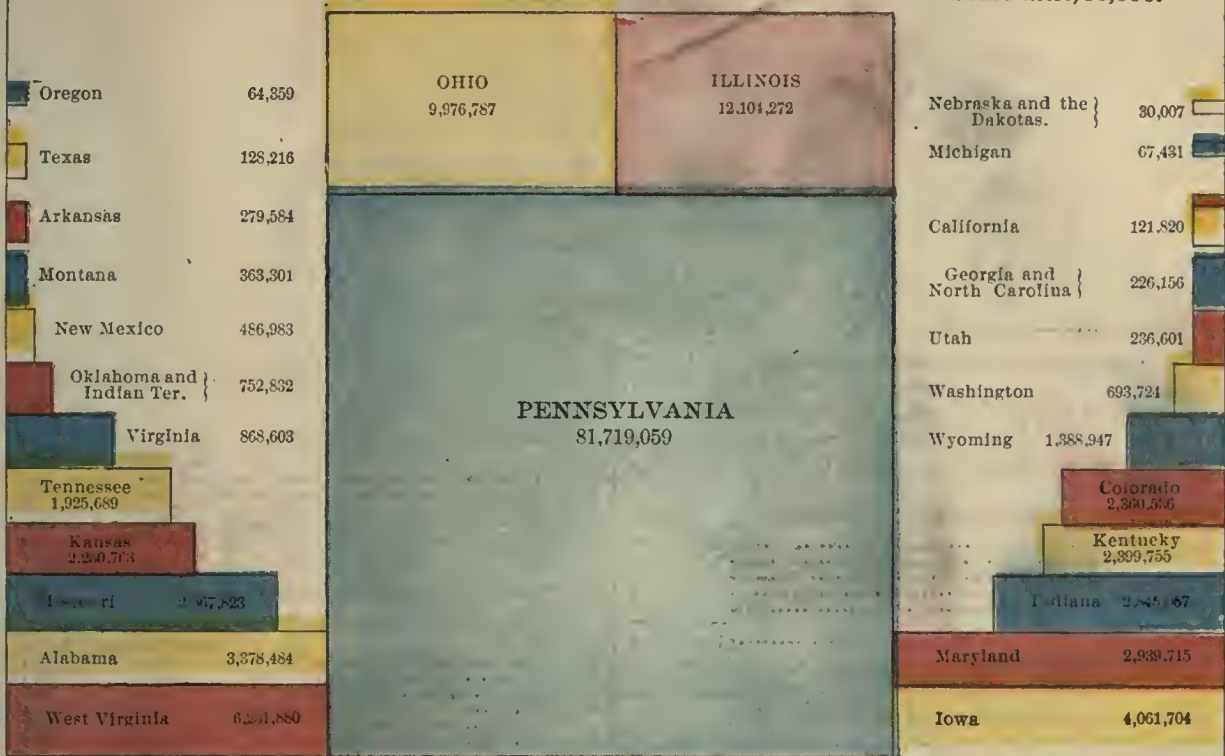 OHIO
9,976,787
ILLINOIS
12,104,272
Oregon 64,359
Texas 128,216
Arkansas 279,584
Montana 363,301
New Mexico 486,983
Oklahoma and
Indian Ter. } 752,832
Virginia 868,603
Tennessee
1,925,689
Kansas
Alabama 3,378,484
West Virginia
PENNSYLVANIA
81,719,059
Nebraska and the }
Dakotas. 30,007
Michigan 67,431
California 121,820
Georgia and }
North Carolina 226,156
Utah 236,601
Washington 693,724
Wyoming 1,388,947
Colorado
Kentucky
2,399,755
Indiana
Maryland 2,939,715
Iowa 4,061,704